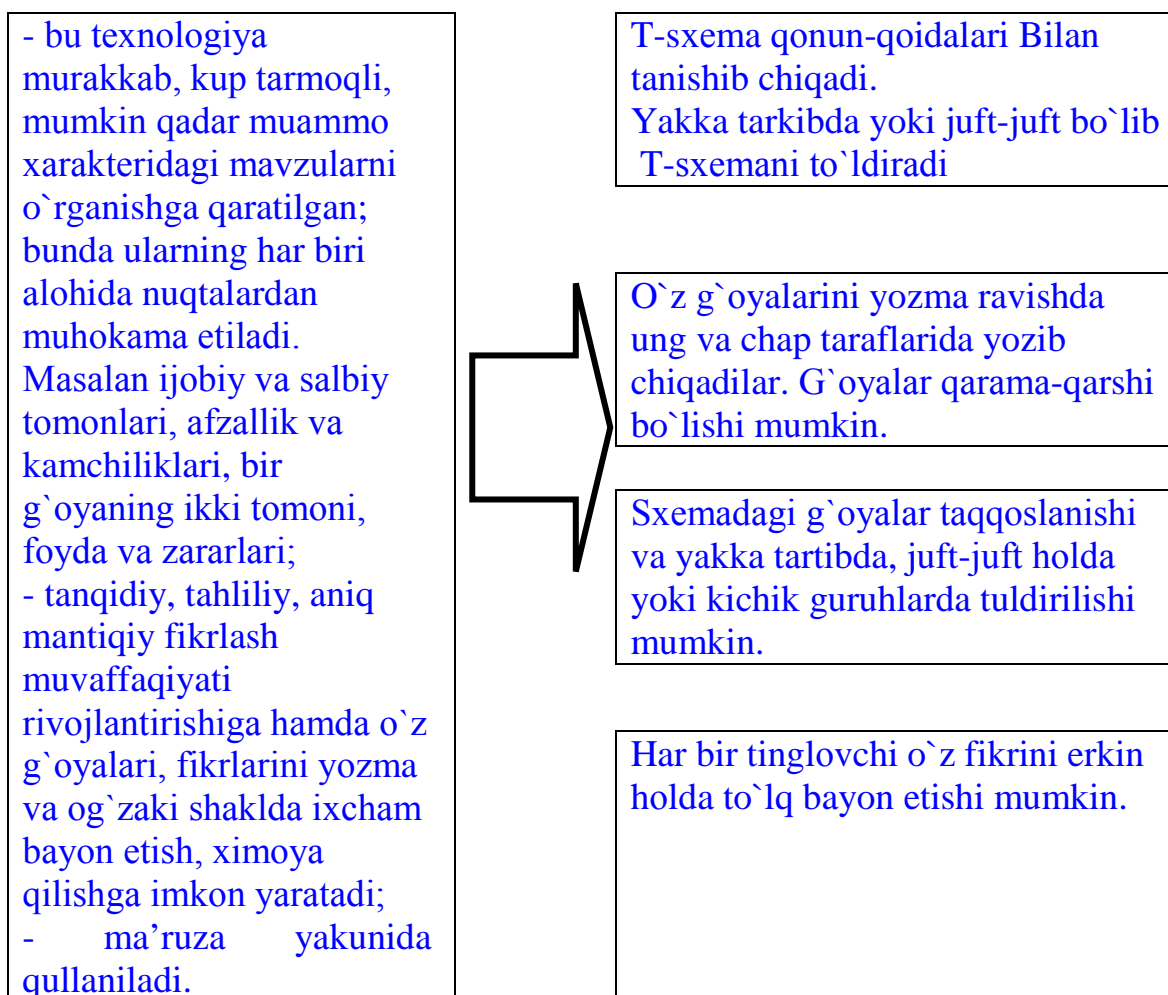 - bu texnologiya
murakkab, kup tarmoqli,
mumkin qadar muammo
xarakteridagi mavzularni
o`rganishga qaratilgan;
bunda ularning har biri
alohida nuqtalardan
muhokama etiladi.
Masalan ijobiy va salbiy
tomonlari, afzallik va
kamchiliklari, bir
g`oyaning ikki tomoni,
foyda va zararlari;
- tanqidiy, tahliliy, aniq
mantiqiy fikrlash
muvaffaqiyati
rivojlantirishiga hamda o`z
g`oyalari, fikrlarini yozma
va og`zaki shaklda ixcham
bayon etish, ximoya
qilishga imkon yaratadi;
- ma’ruza yakunida
qullaniladi.
T-sxema qonun-qoidalari Bilan
tanishib chiqadi.
Yakka tarkibda yoki juft-juft bo`lib
T-sxemani to`ldiradi
O`z g`oyalarini yozma ravishda
ung va chap taraflarida yozib
chiqadilar. G`oyalar qarama-qarshi
bo`lishi mumkin.
Sxemadagi g`oyalar taqqoslanishi
va yakka tartibda, juft-juft holda
yoki kichik guruhlarda tuldirilishi
mumkin.
Har bir tinglovchi o`z fikrini erkin
holda to`lq bayon etishi mumkin.